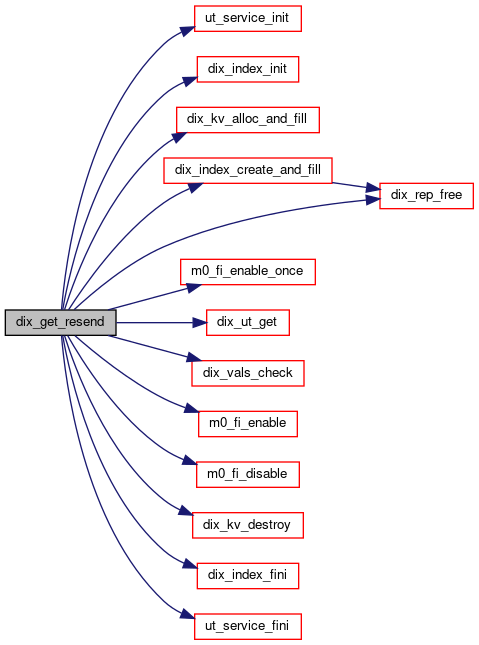 ut_service_init
dix_index_init
dix_kv_alloc_and_fill
dix_index_create_and_fill
dix_rep_free
m0_fi_enable_once
dix_get_resend
dix_ut_get
dix_vals_check
m0_fi_enable
m0_fi_disable
dix_kv_destroy
dix_index_fini
ut_service_fini